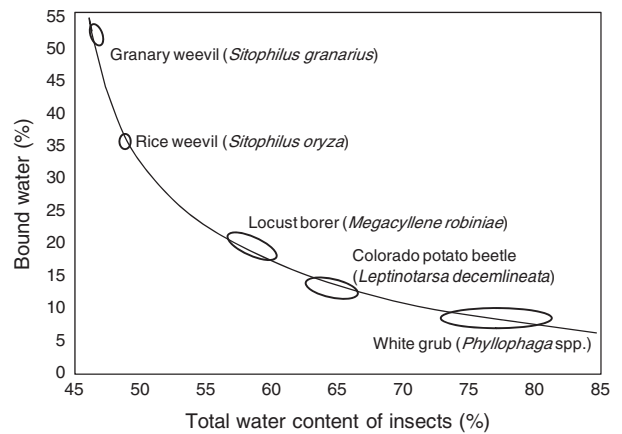 55
50
45
40
35
30
25
20
15
10
5
0
Bound water (%)
Granary weevil (Sitophilus granarius)
Rice weevil (Sitophilus oryza)
Locust borer (Megacyllene robiniae)
Colorado potato beetle
(Leptinotarsa decemlineata)
White grub (Phyllophaga spp.)
45 50 55 60 65 70 75 80 85
Total water content of insects (%)